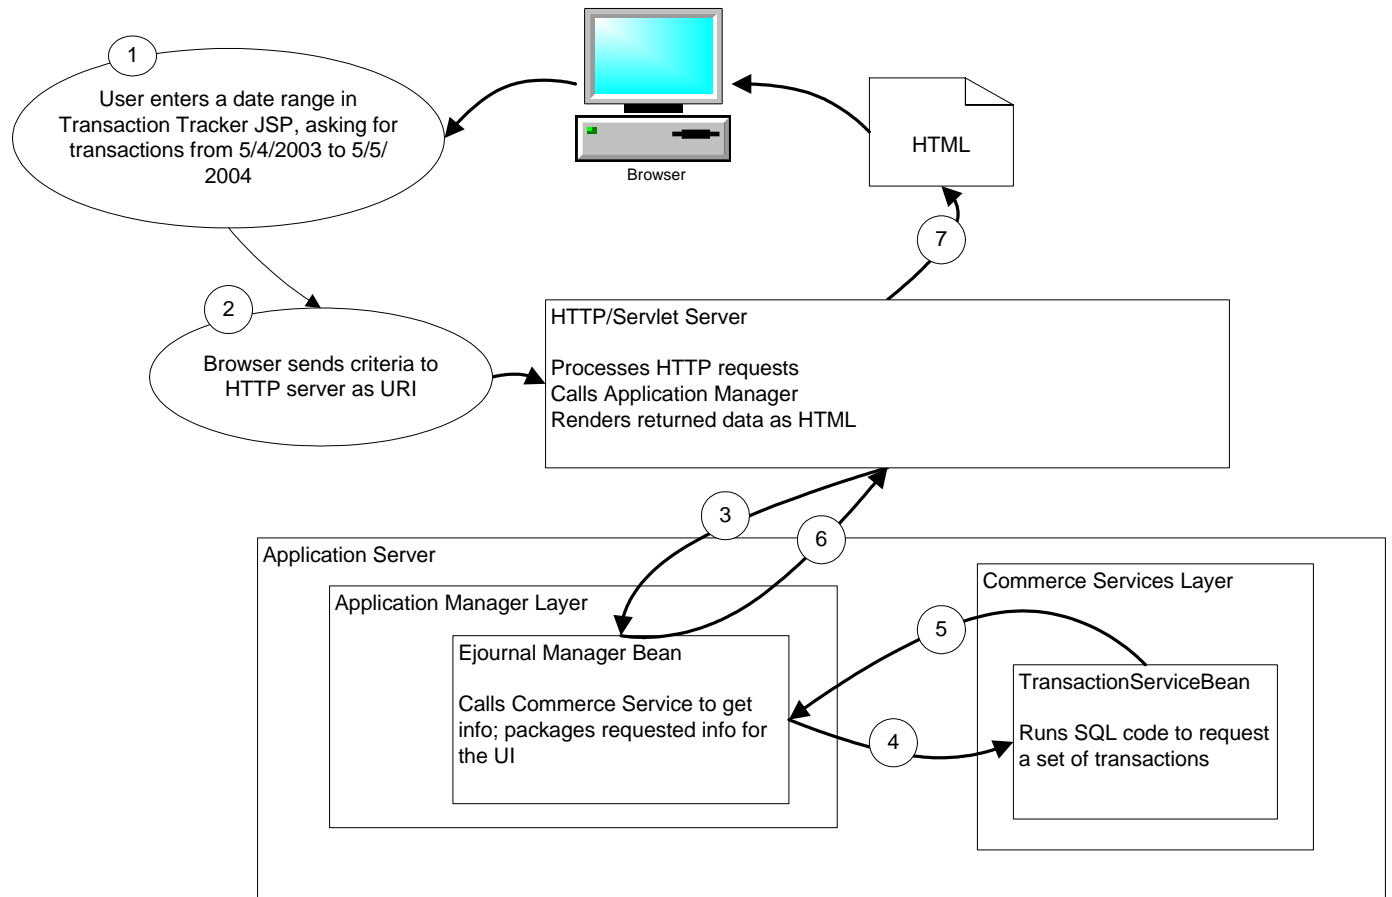 1
User enters a date range in
Transaction Tracker JSP, asking for
transactions from 5/4/2003 to 5/5/
2004
Browser
HTML
7
2
Browser sends criteria to
HTTP server as URI
HTTP/Servlet Server
Processes HTTP requests
Calls Application Manager
Renders returned data as HTML
3
6
Application Server
Application Manager Layer
Ejournal Manager Bean
Calls Commerce Service to get
info; packages requested info for
the UI
5
4
Commerce Services Layer
TransactionServiceBean
Runs SQL code to request
a set of transactions